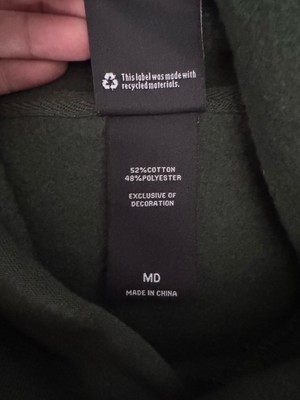 This label was made with
recycled materials.
52%COTTON
48%POLYESTER
EXCLUSIVE OF
DECORATION
MD
MADE IN CHINA